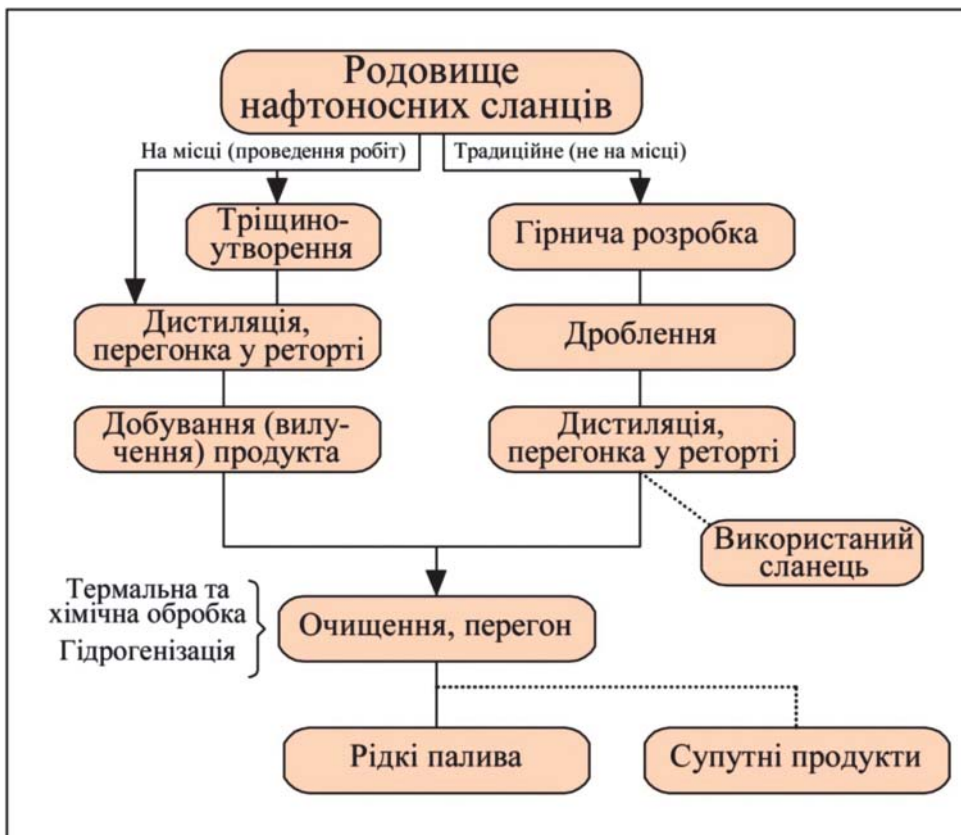 Родовище
нафтоносних сланців
На місці (проведення робіт)
Традиційне (не на місці)
Тріщино-
утворення
Гірнича розробка
Дистиляція,
перегонка у реторті
Дроблення
Добування (вилу-
чення) продукта
Дистиляція,
перегонка у реторті
Використаний
сланець
Термальна та
хімічна обробка
Гідрогенізація
Очищення, перегон
Рідкі палива
Супутні продукти